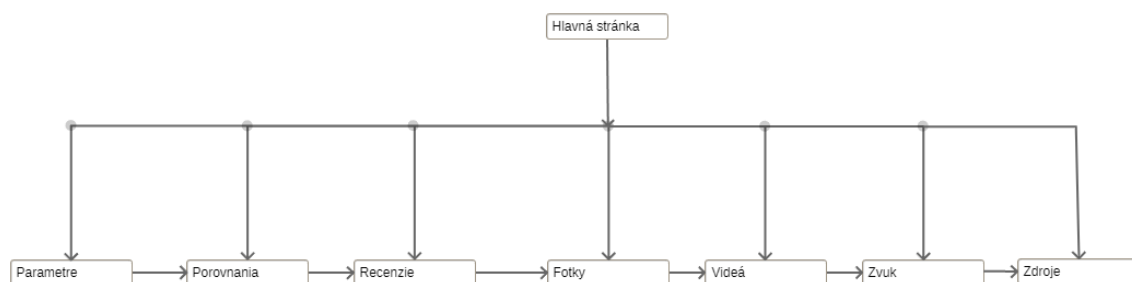 Hlavná stránka
Parametre
Porovnania
Recenzie
Fotky
Videá
Zvuk
Zdroje